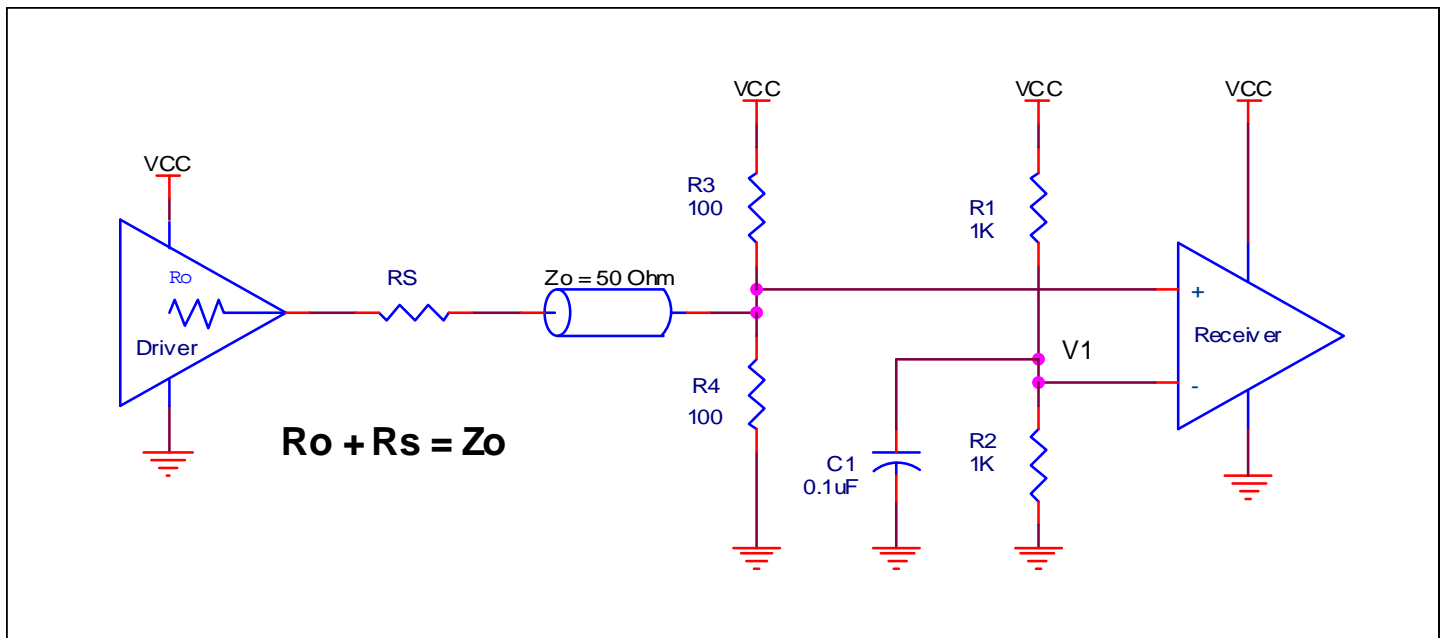 VCC
VCC
VCC
VCC
R3
100
R1
1K
Ro
RS
Zo = 50 Ohm
Driver
+
Receiver
V1
-
R4
100
Ro + Rs = Zo
C1
0.1uF
R2
1K